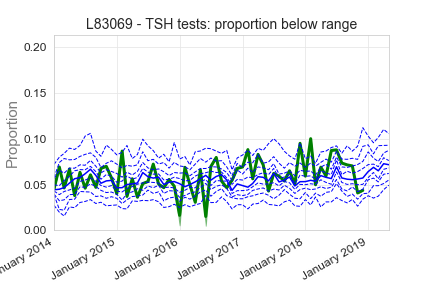 L83069 - TSH tests: proportion below range
Proportion
0.20
0.15
0.10
0.05
0.00
nuary 2014
January 2015
January 2016
January 2017
January 2018
January 2019